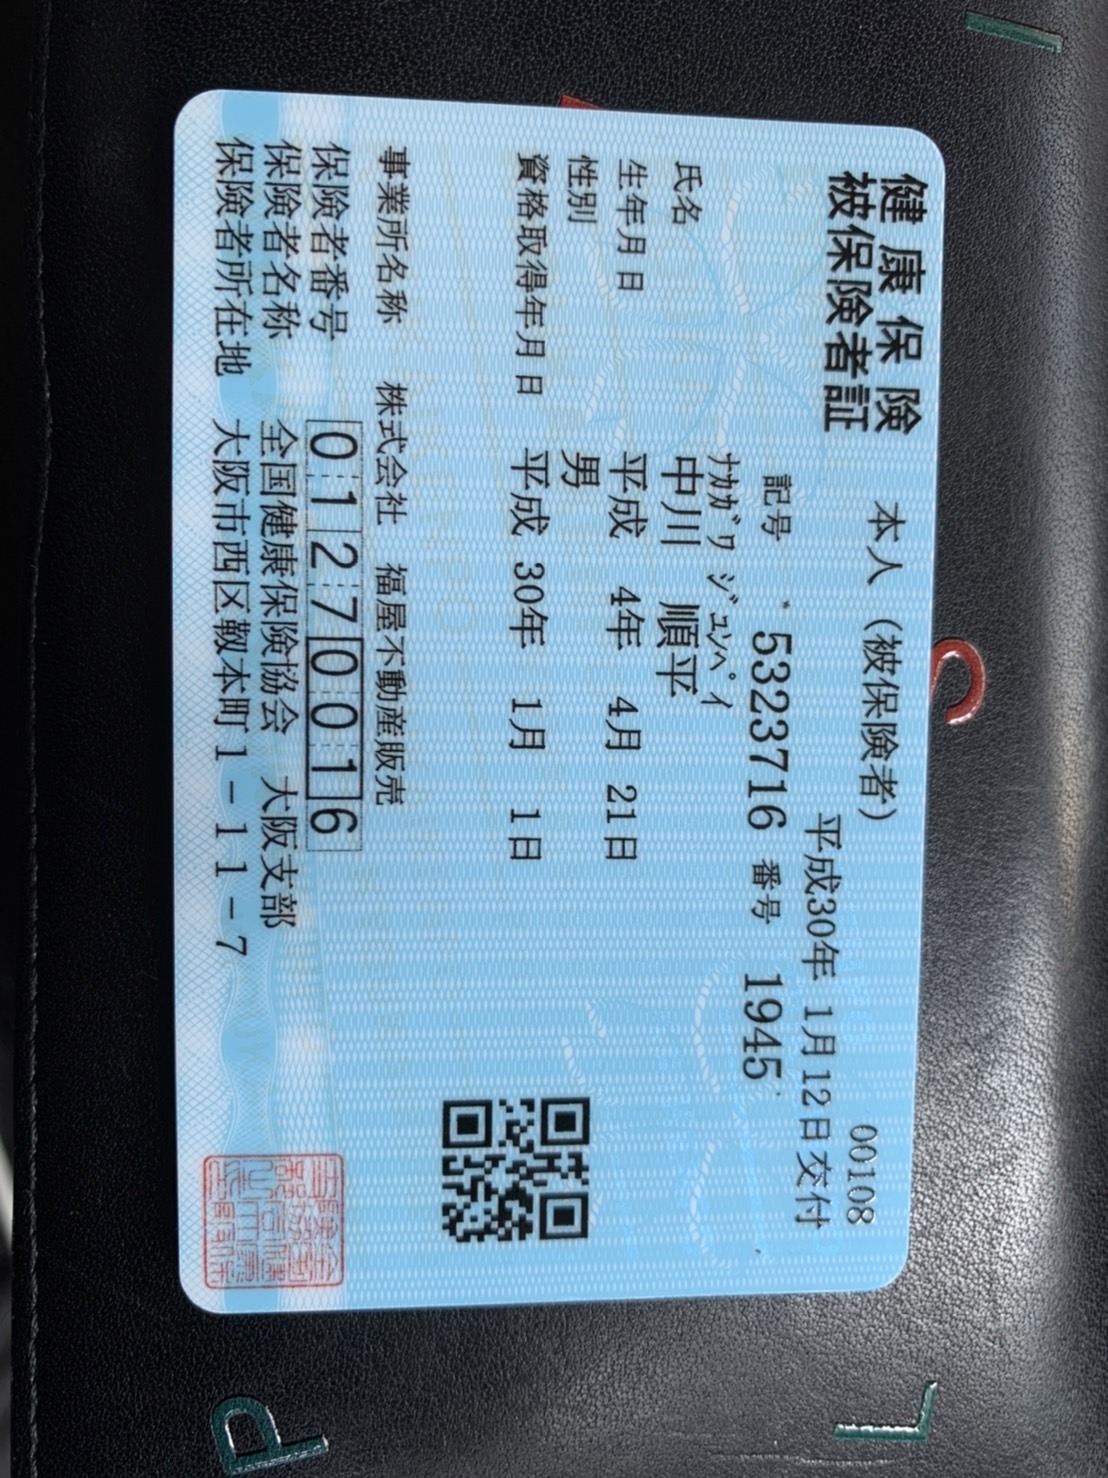 健康保険
被保険者証
本人（被保険者）
00108
平成30年 1月12日交付
記号 5323716 番号 1945
ﾅｶｶﾞﾜ ｼﾞｭﾝﾍﾟｲ
氏名 中川 順平
生年月日 平成 4年 4月 21日
性別 男
資格取得年月日 平成 30年 1月 1日
事業所名称 株式会社 福屋不動産販売
保険者番号 01270016
保険者名称 全国健康保険協会 大阪支部
保険者所在地 大阪市西区靱本町1-11-7